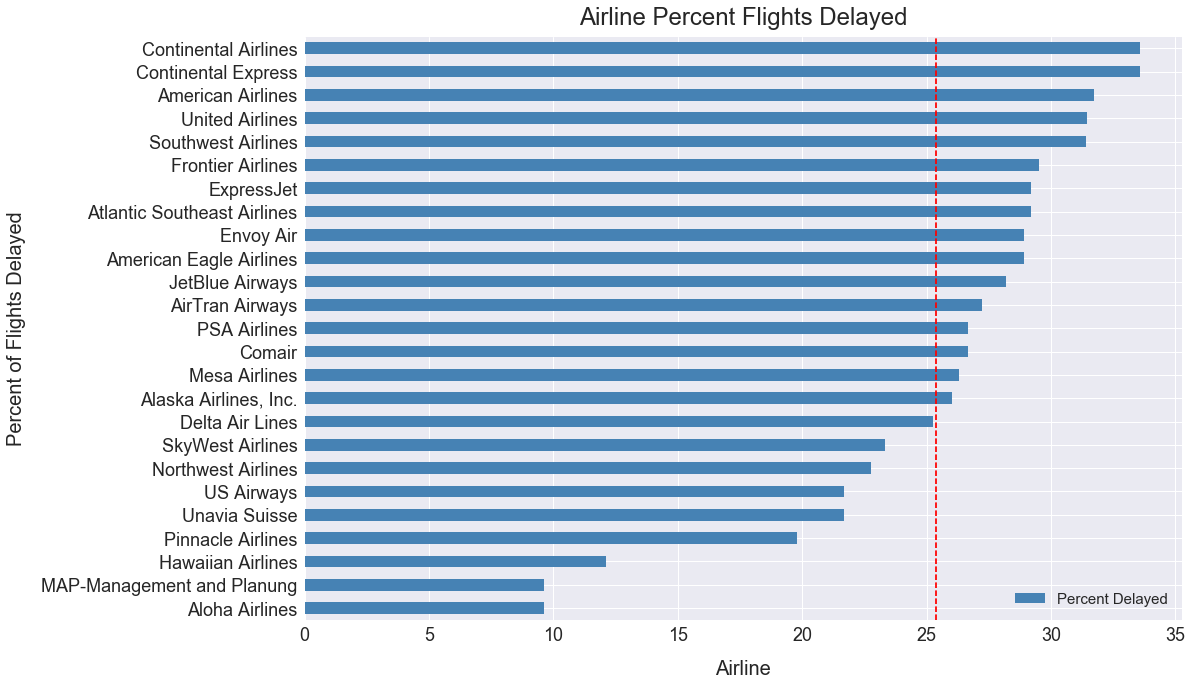 Airline Percent Flights Delayed
Percent of Flights Delayed
Continental Airlines
Continental Express
American Airlines
United Airlines
Southwest Airlines
Frontier Airlines
ExpressJet
Atlantic Southeast Airlines
Envoy Air
American Eagle Airlines
JetBlue Airways
AirTran Airways
PSA Airlines
Comair
Mesa Airlines
Alaska Airlines, Inc.
Delta Air Lines
SkyWest Airlines
Northwest Airlines
US Airways
Unavia Suisse
Pinnacle Airlines
Hawaiian Airlines
MAP-Management and Planung
Aloha Airlines
Percent Delayed
0 5 10 15 20 25 30 35
Airline